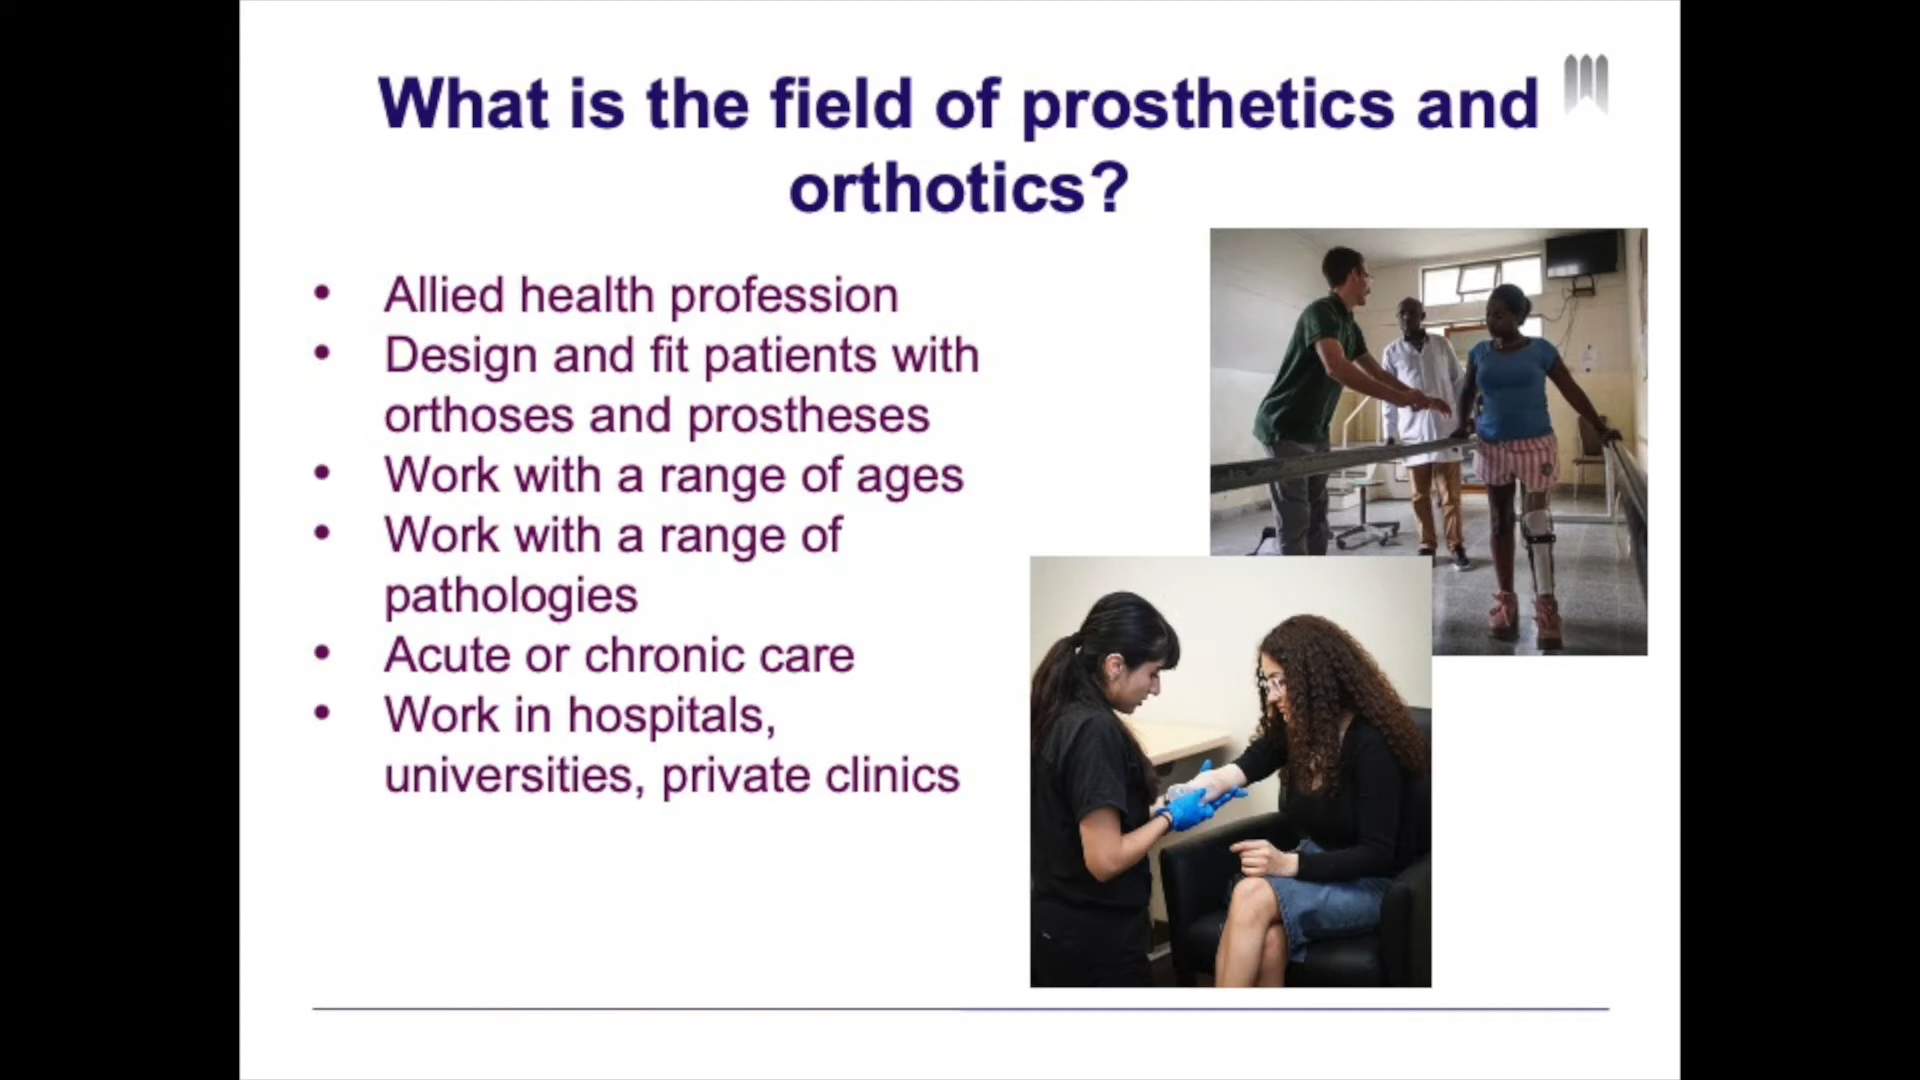 What is the field of prosthetics and
orthotics?
• Allied health profession
• Design and fit patients with
orthoses and prostheses
• Work with a range of ages
• Work with a range of
pathologies
• Acute or chronic care
• Work in hospitals,
universities, private clinics